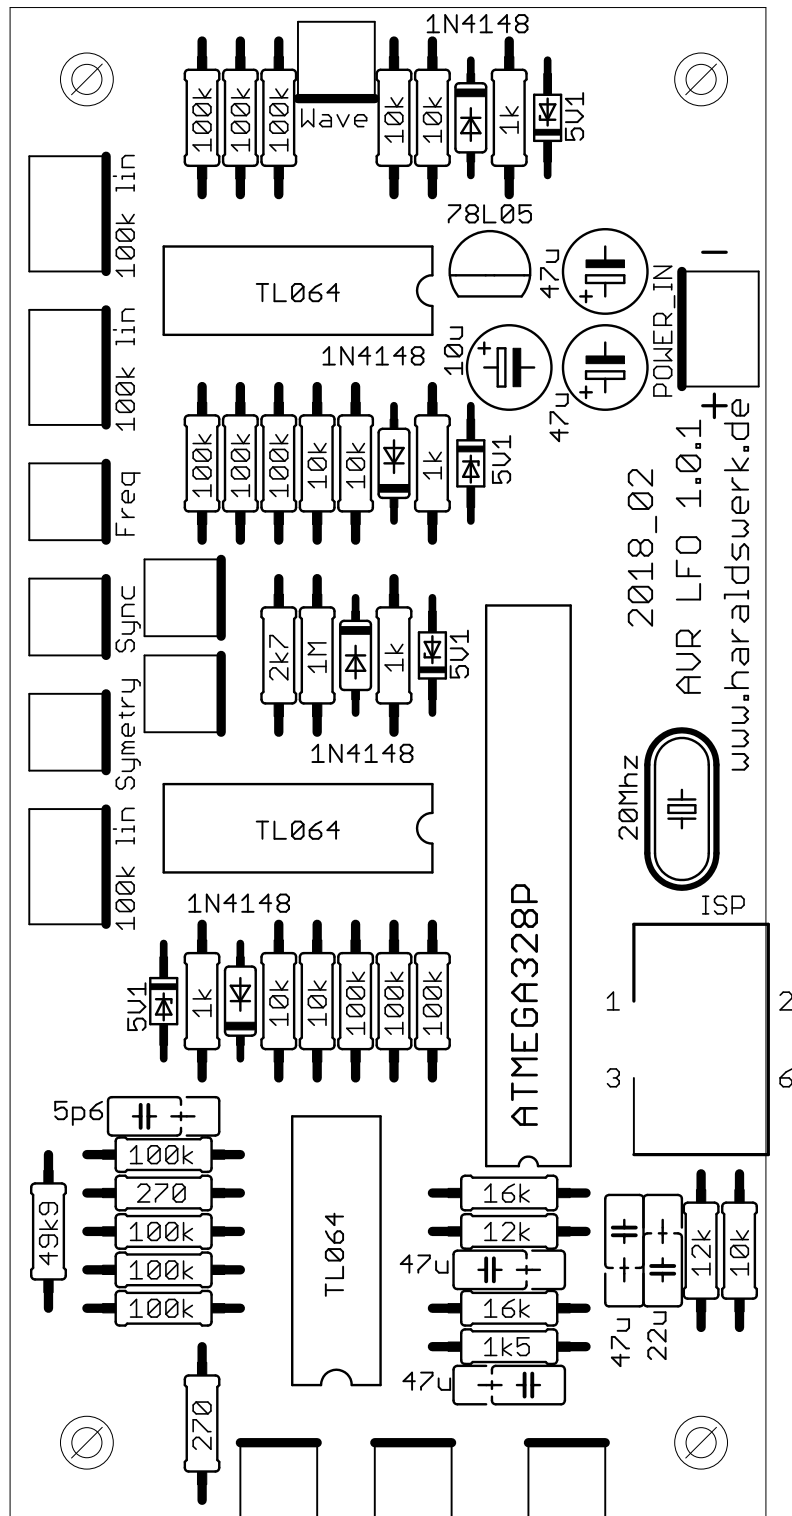 1N4148
100k
100k
100k
Wave
10k
10k
1k
5V1
100k lin
78L05
47u
TL064
POWER_IN
-
100k lin
1N4148
10u
47u
+
100k
100k
100k
10k
10k
1k
5V1
Freq
2018_02
AVR LFO 1.0.1
www.haraldswerk.de
Sync
2k7
1M
1k
5V1
Symetry
1N4148
20Mhz
TL064
100k lin
1N4148
ATMEGA328P
ISP
5V1
1k
10k
10k
100k
100k
100k
1
2
3
6
5p6
100k
270
100k
100k
100k
49k9
TL064
16k
12k
47u
16k
1k5
47u
47u
22u
12k
10k
270